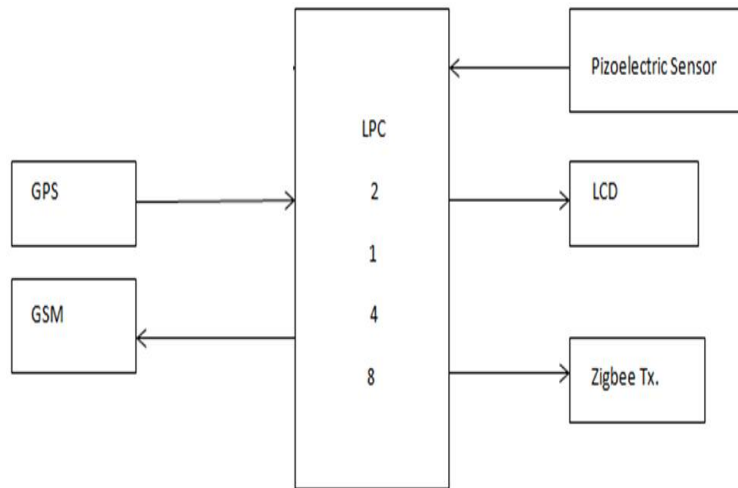 Pizoelectric Sensor
LPC
2
1
4
8
GPS
LCD
GSM
Zigbee Tx.